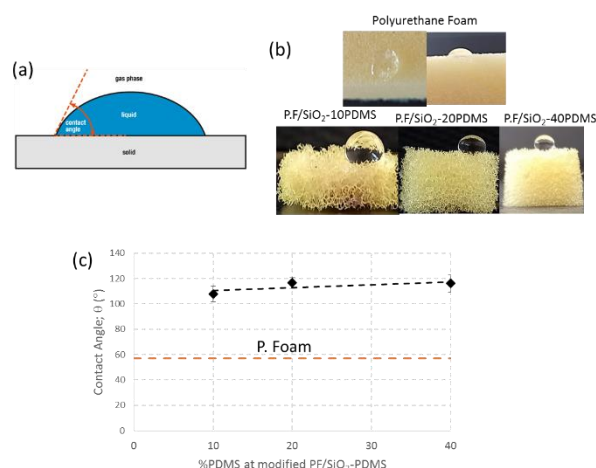 (a)
gas phase
liquid
contact
angle
solid
(b)
Polyurethane Foam
P.F/SiO₂-10PDMS
P.F/SiO₂-20PDMS
P.F/SiO₂-40PDMS
(c)
Contact Angle; Θ (°)
140
120
100
80
60
40
20
0
P. Foam
0
10
20
30
40
%PDMS at modified PF/SiO₂-PDMS